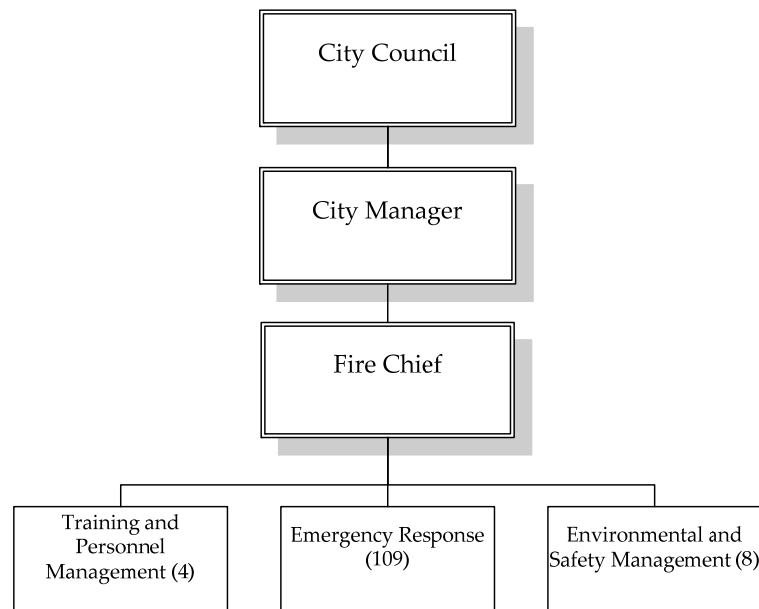 City Council
City Manager
Fire Chief
Training and
Personnel
Management (4)
Emergency Response
(109)
Environmental and
Safety Management (8)